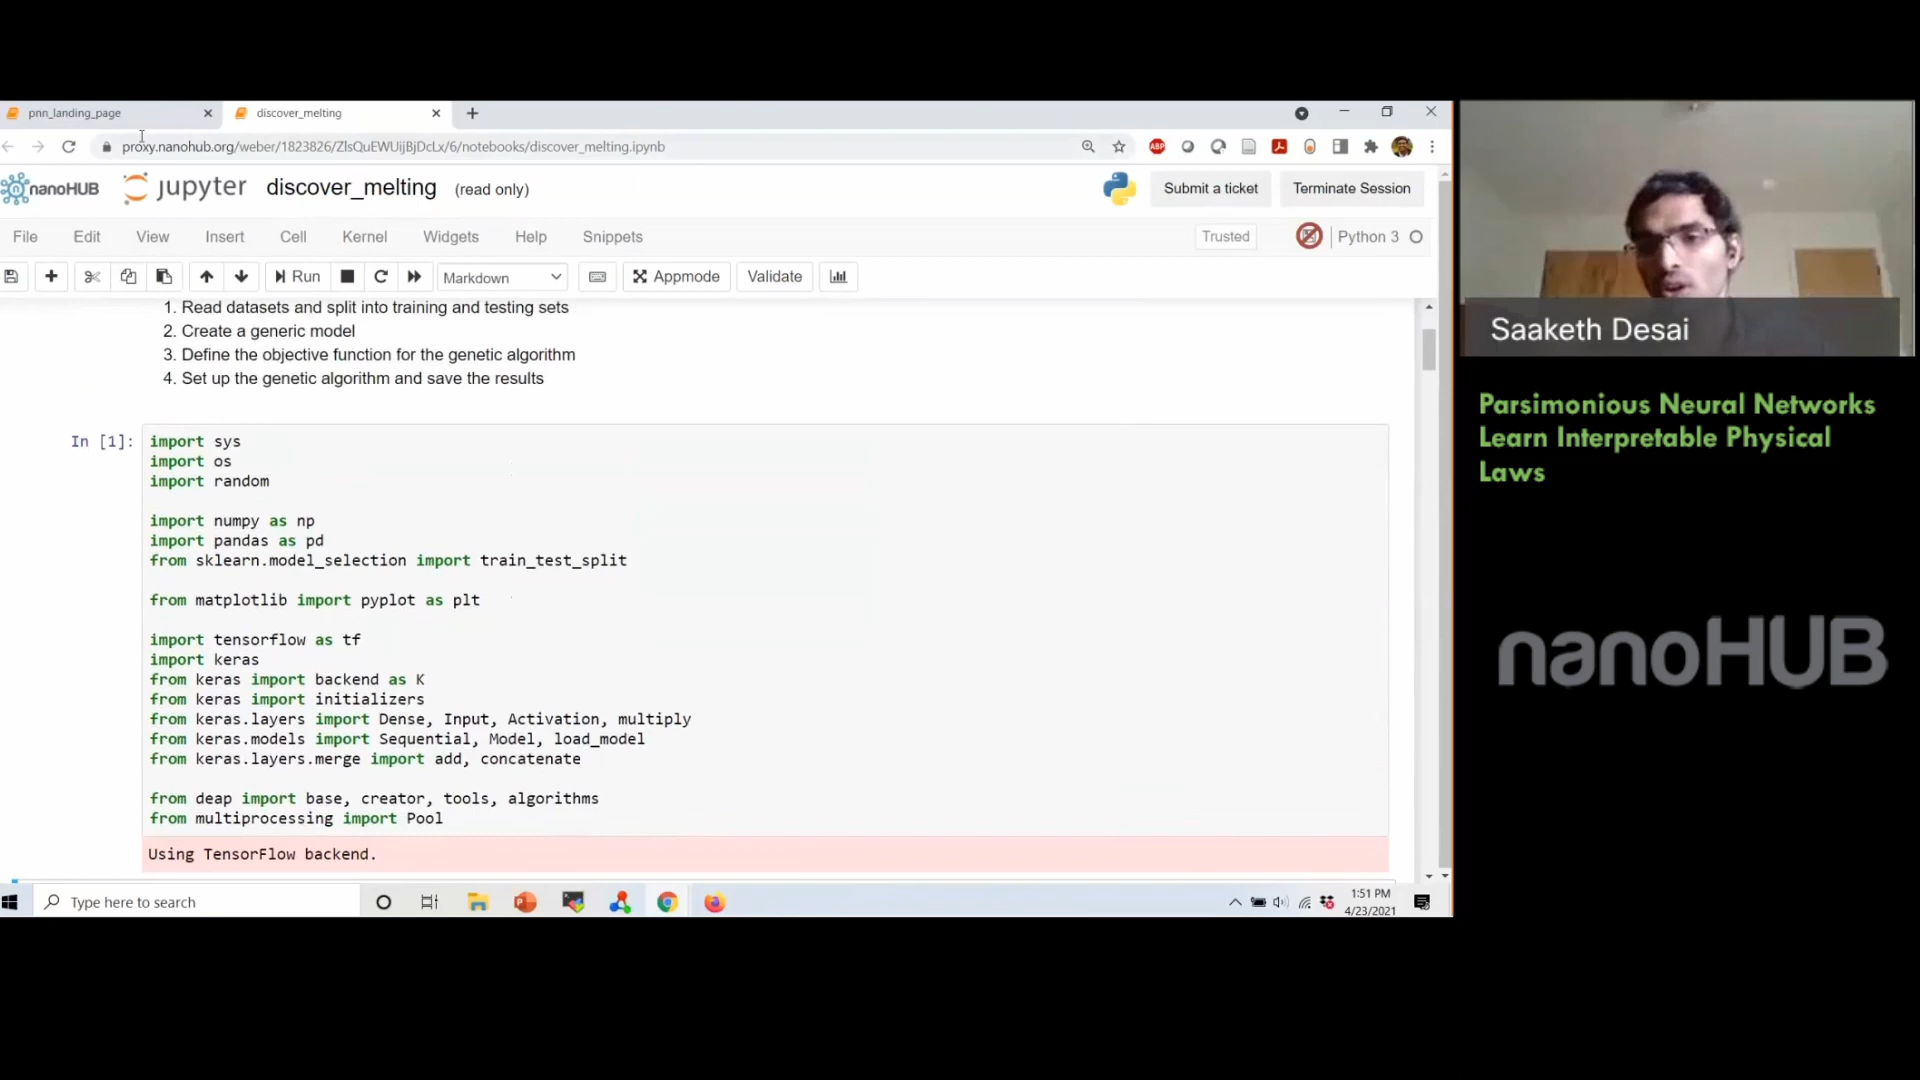 pnn_landing_page
discover_melting
proxy.nanohub.org/weber/1823826/ZlsQuEWUijBjDcLx/6/notebooks/discover_melting.ipynb
ABP
nanoHUB
jupyter
discover_melting
(read only)
Submit a ticket
Terminate Session
File
Edit
View
Insert
Cell
Kernel
Widgets
Help
Snippets
Trusted
Python 3
Run
Markdown
Appmode
Validate
1. Read datasets and split into training and testing sets
2. Create a generic model
3. Define the objective function for the genetic algorithm
4. Set up the genetic algorithm and save the results
In [1]:
import sys
import os
import random
import numpy as np
import pandas as pd
from sklearn.model_selection import train_test_split
from matplotlib import pyplot as plt
import tensorflow as tf
import keras
from keras import backend as K
from keras import initializers
from keras.layers import Dense, Input, Activation, multiply
from keras.models import Sequential, Model, load_model
from keras.layers.merge import add, concatenate
from deap import base, creator, tools, algorithms
from multiprocessing import Pool
Using TensorFlow backend.
Type here to search
1:51 PM
4/23/2021
Saaketh Desai
Parsimonious Neural Networks
Learn Interpretable Physical
Laws
nanoHUB